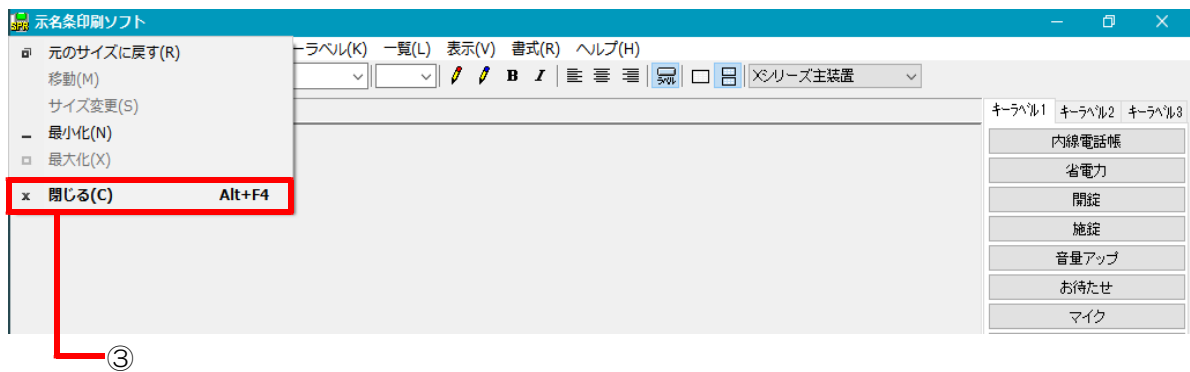 示名条印刷ソフト
元のサイズに戻す(R)
移動(M)
サイズ変更(S)
最小化(N)
最大化(X)
閉じる(C) Alt+F4
ーラベル(K) 一覧(L) 表示(V) 書式(R) ヘルプ(H)
B I ラベル Xシリーズ主装置
キーラベル1 キーラベル2 キーラベル3
内線電話帳
省電力
開錠
施錠
音量アップ
お待たせ
マイク
③